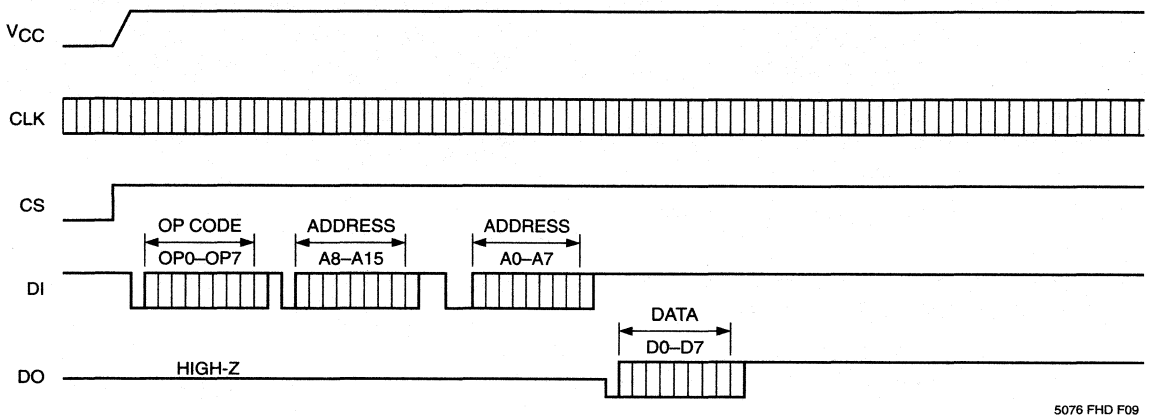 VCC
CLK
CS
OP CODE ADDRESS ADDRESS
OP0–OP7 A8–A15 A0–A7
DI
DATA
D0–D7
HIGH-Z
DO
5076 FHD F09